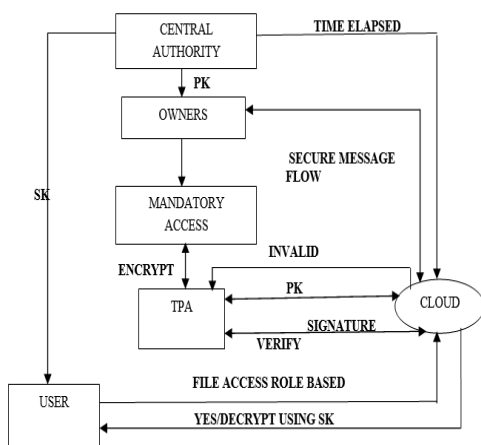 CENTRAL
AUTHORITY
TIME ELAPSED
PK
OWNERS
SECURE MESSAGE
FLOW
SK
MANDATORY
ACCESS
INVALID
ENCRYPT
PK
TPA
CLOUD
SIGNATURE
VERIFY
FILE ACCESS ROLE BASED
USER
YES/DECRYPT USING SK